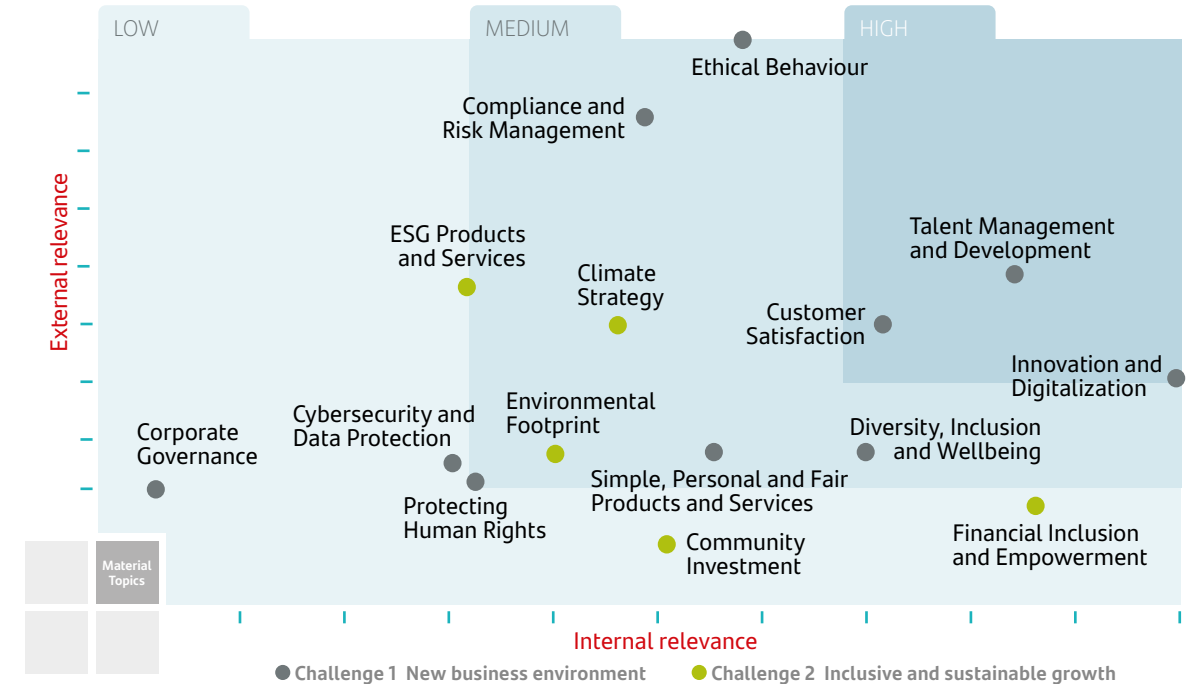 LOW
MEDIUM
HIGH
Ethical Behaviour
Compliance and
Risk Management
External relevance
ESG Products
and Services
Climate
Strategy
Talent Management
and Development
Customer
Satisfaction
Innovation and
Digitalization
Corporate
Governance
Cybersecurity and
Data Protection
Environmental
Footprint
Diversity, Inclusion
and Wellbeing
Simple, Personal and Fair
Products and Services
Protecting
Human Rights
Community
Investment
Financial Inclusion
and Empowerment
Material
Topics
Internal relevance
Challenge 1 New business environment
Challenge 2 Inclusive and sustainable growth